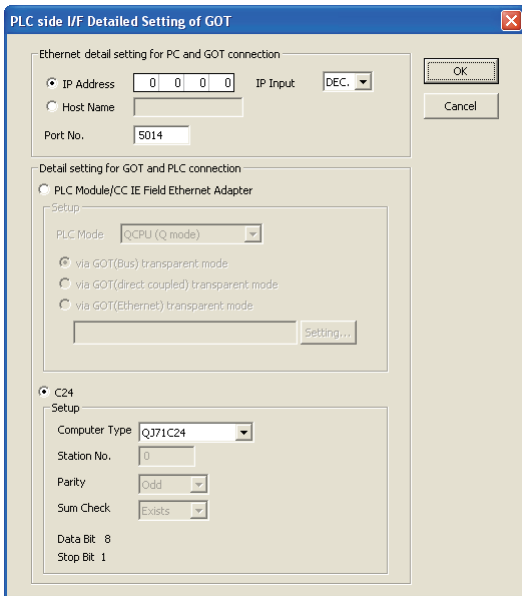 PLC side I/F Detailed Setting of GOT
Ethernet detail setting for PC and GOT connection
IP Address 0 0 0 0 IP Input DEC.
OK
Host Name
Cancel
Port No. 5014
Detail setting for GOT and PLC connection
PLC Module/CC IE Field Ethernet Adapter
Setup
PLC Mode QCPU (Q mode)
via GOT(Bus) transparent mode
via GOT(direct coupled) transparent mode
via GOT(Ethernet) transparent mode
Setting...
C24
Setup
Computer Type QJ71C24
Station No. 0
Parity Odd
Sum Check Exists
Data Bit 8
Stop Bit 1